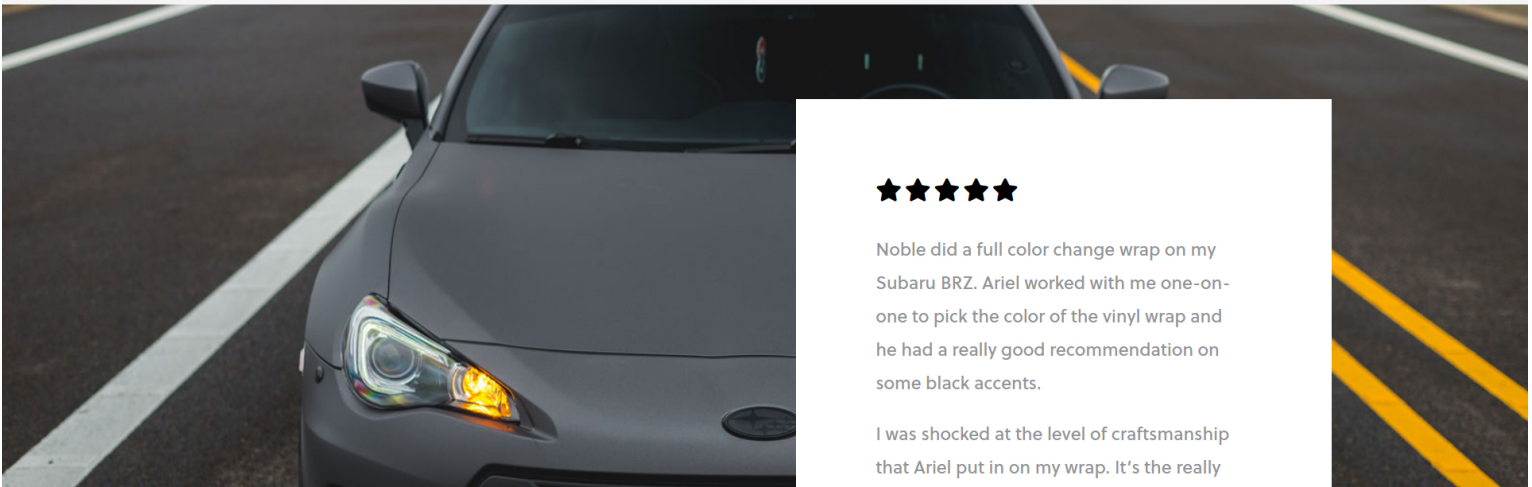 Noble did a full color change wrap on my
Subaru BRZ. Ariel worked with me one-on-
one to pick the color of the vinyl wrap and
he had a really good recommendation on
some black accents.
I was shocked at the level of craftsmanship
that Ariel put in on my wrap. It’s the really